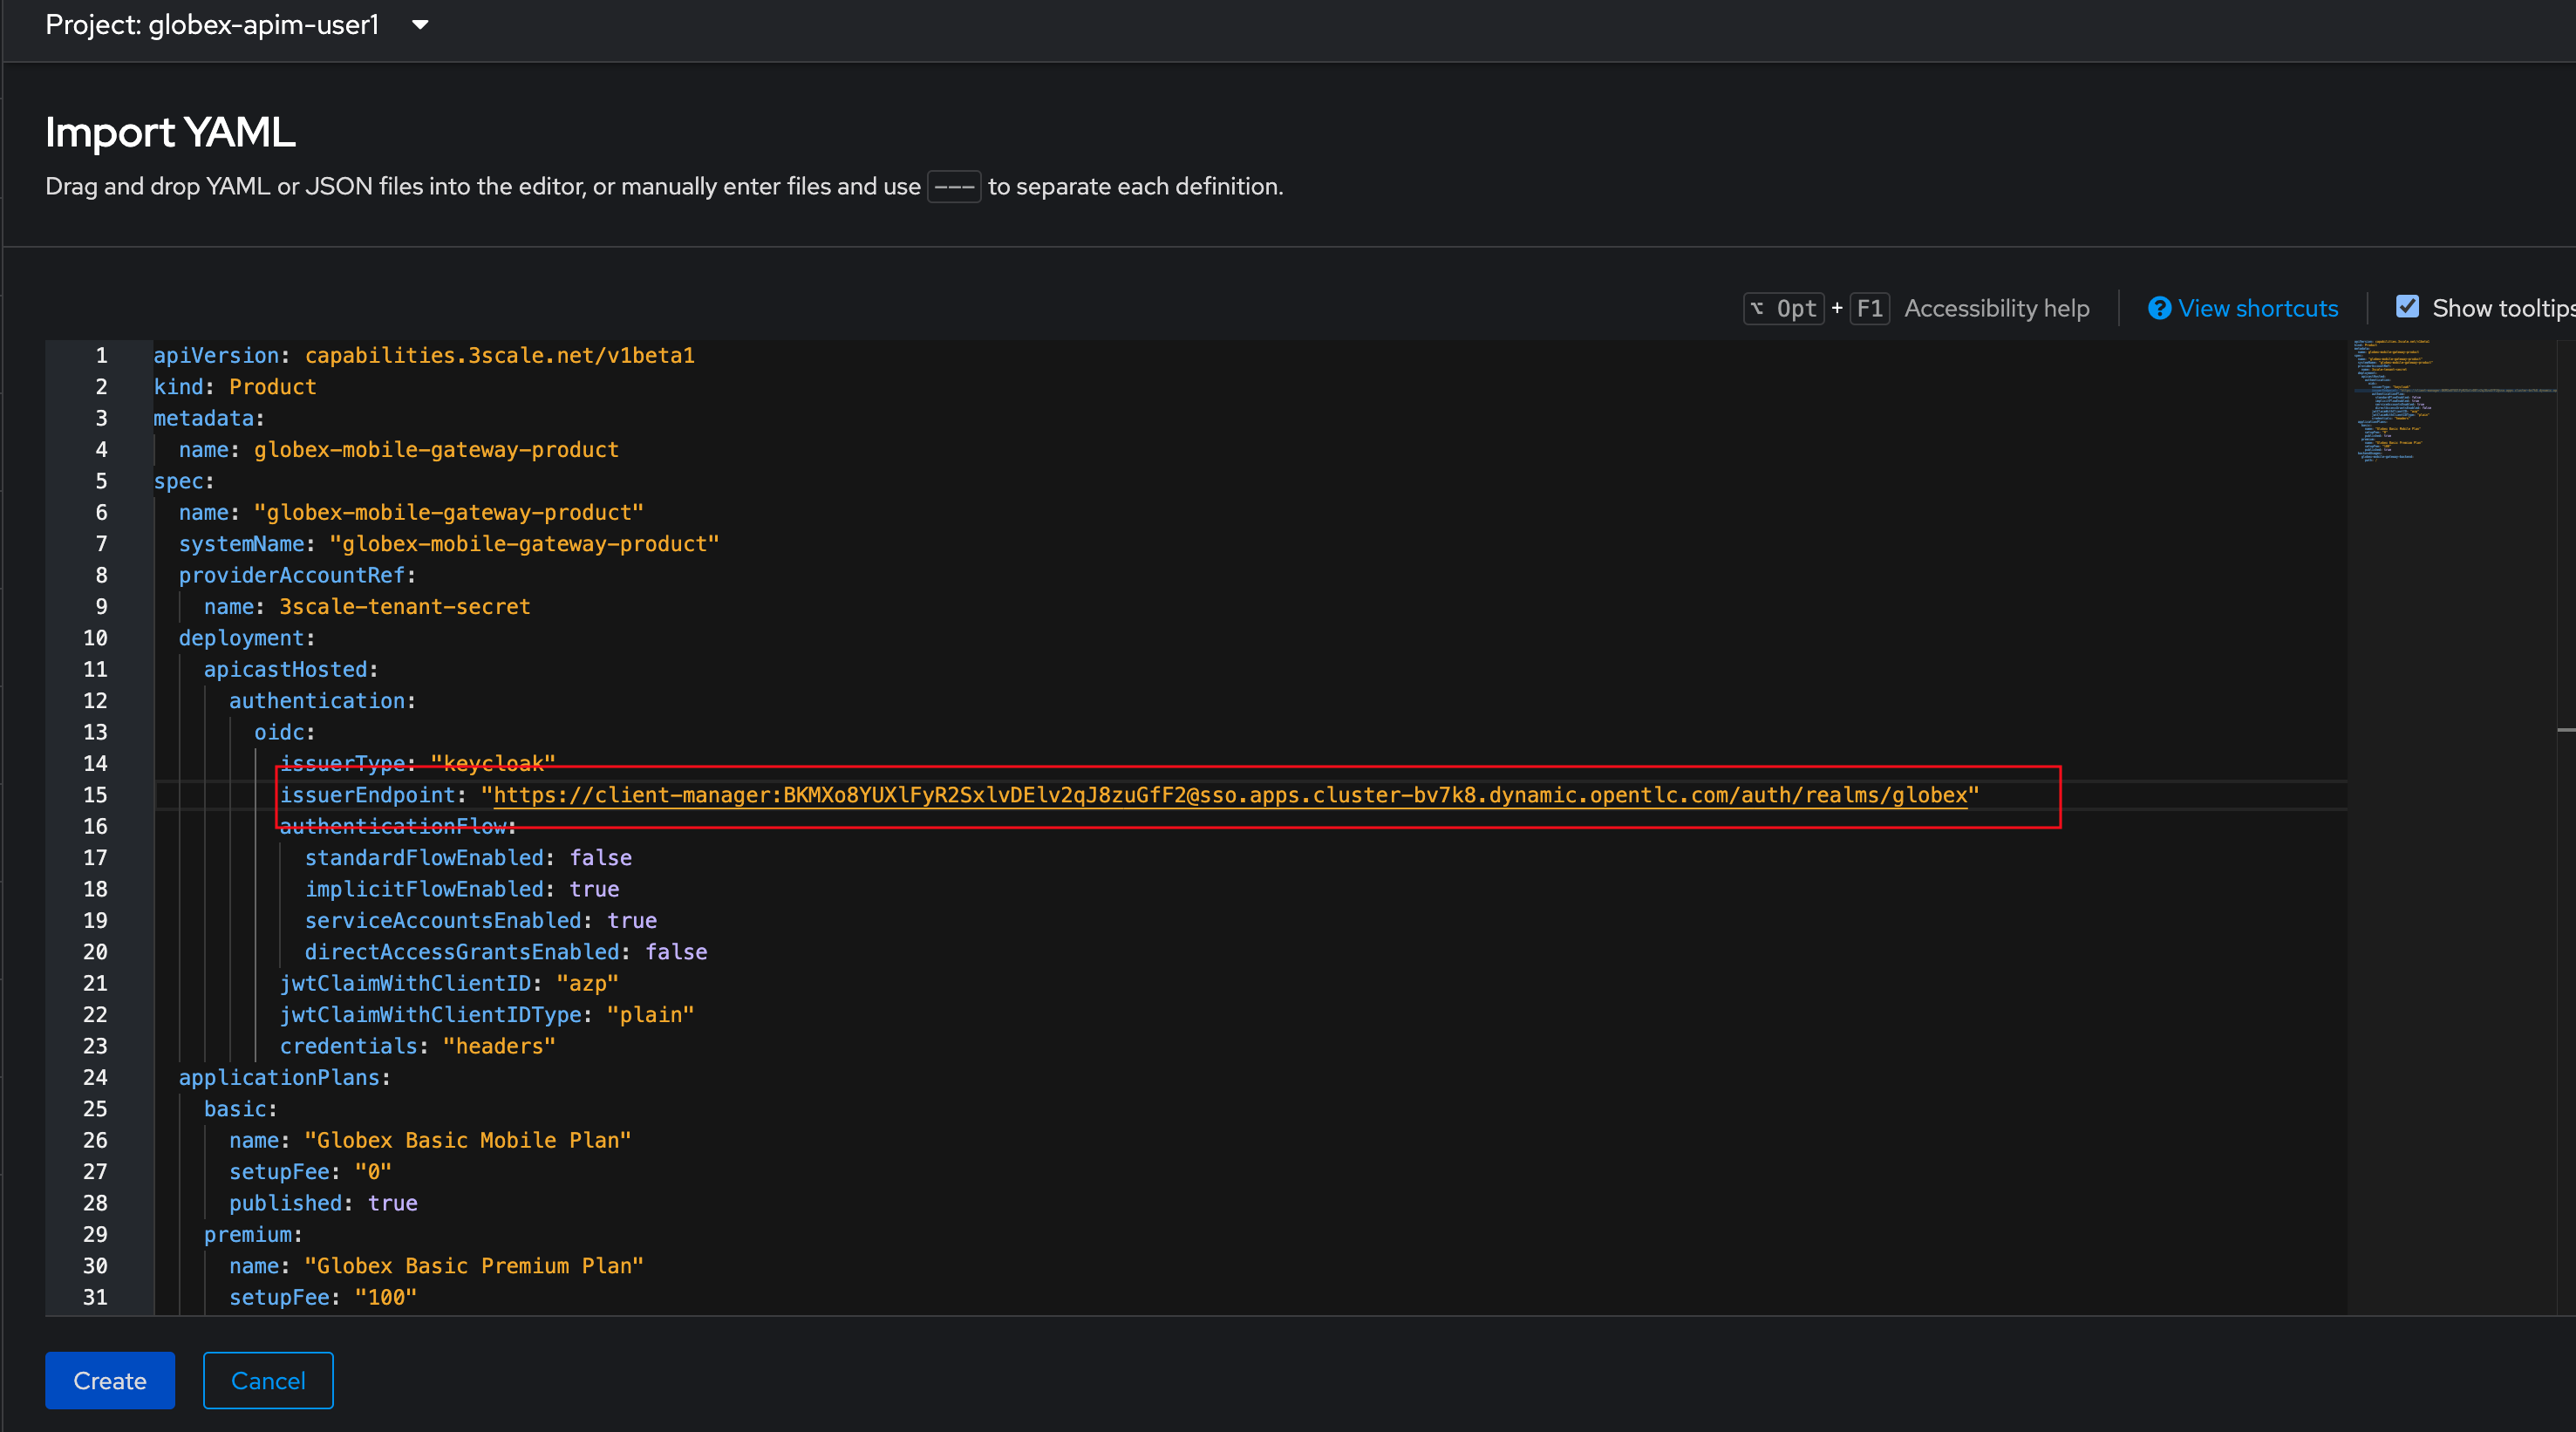 Project: globex-apim-user1
Import YAML
Drag and drop YAML or JSON files into the editor, or manually enter files and use --- to separate each definition.
⌥ Opt + F1 Accessibility help
View shortcuts
Show tooltips
1 apiVersion: capabilities.3scale.net/v1beta1
2 kind: Product
3 metadata:
4 name: globex-mobile-gateway-product
5 spec:
6 name: "globex-mobile-gateway-product"
7 systemName: "globex-mobile-gateway-product"
8 providerAccountRef:
9 name: 3scale-tenant-secret
10 deployment:
11 apicastHosted:
12 authentication:
13 oidc:
14 issuerType: "keycloak"
15 issuerEndpoint: "https://client-manager:BKMXo8YUXlFyR2SxlvDElv2qJ8zuGfF2@sso.apps.cluster-bv7k8.dynamic.opentlc.com/auth/realms/globex"
16 authenticationFlow:
17 standardFlowEnabled: false
18 implicitFlowEnabled: true
19 serviceAccountsEnabled: true
20 directAccessGrantsEnabled: false
21 jwtClaimWithClientID: "azp"
22 jwtClaimWithClientIDType: "plain"
23 credentials: "headers"
24 applicationPlans:
25 basic:
26 name: "Globex Basic Mobile Plan"
27 setupFee: "0"
28 published: true
29 premium:
30 name: "Globex Basic Premium Plan"
31 setupFee: "100"
Create
Cancel